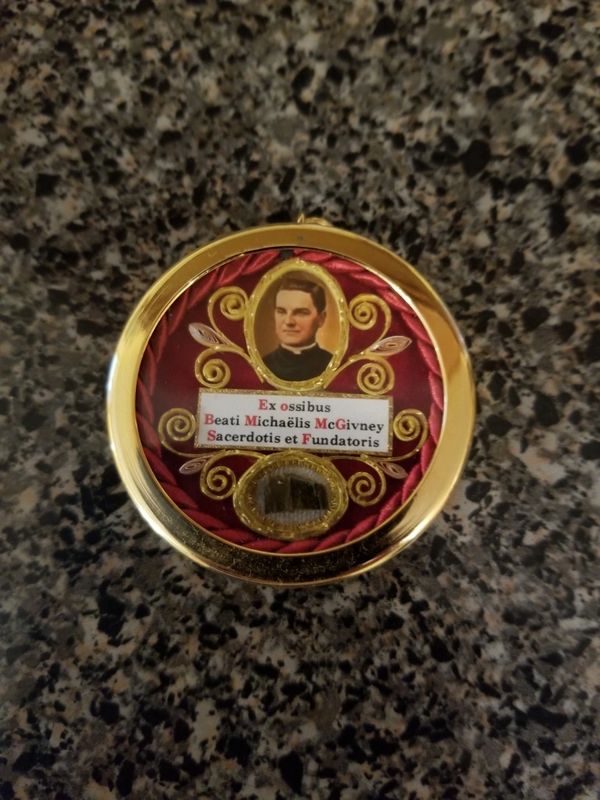 Ex ossibus
Beati Michaëlis McGivney
Sacerdotis et Fundatoris